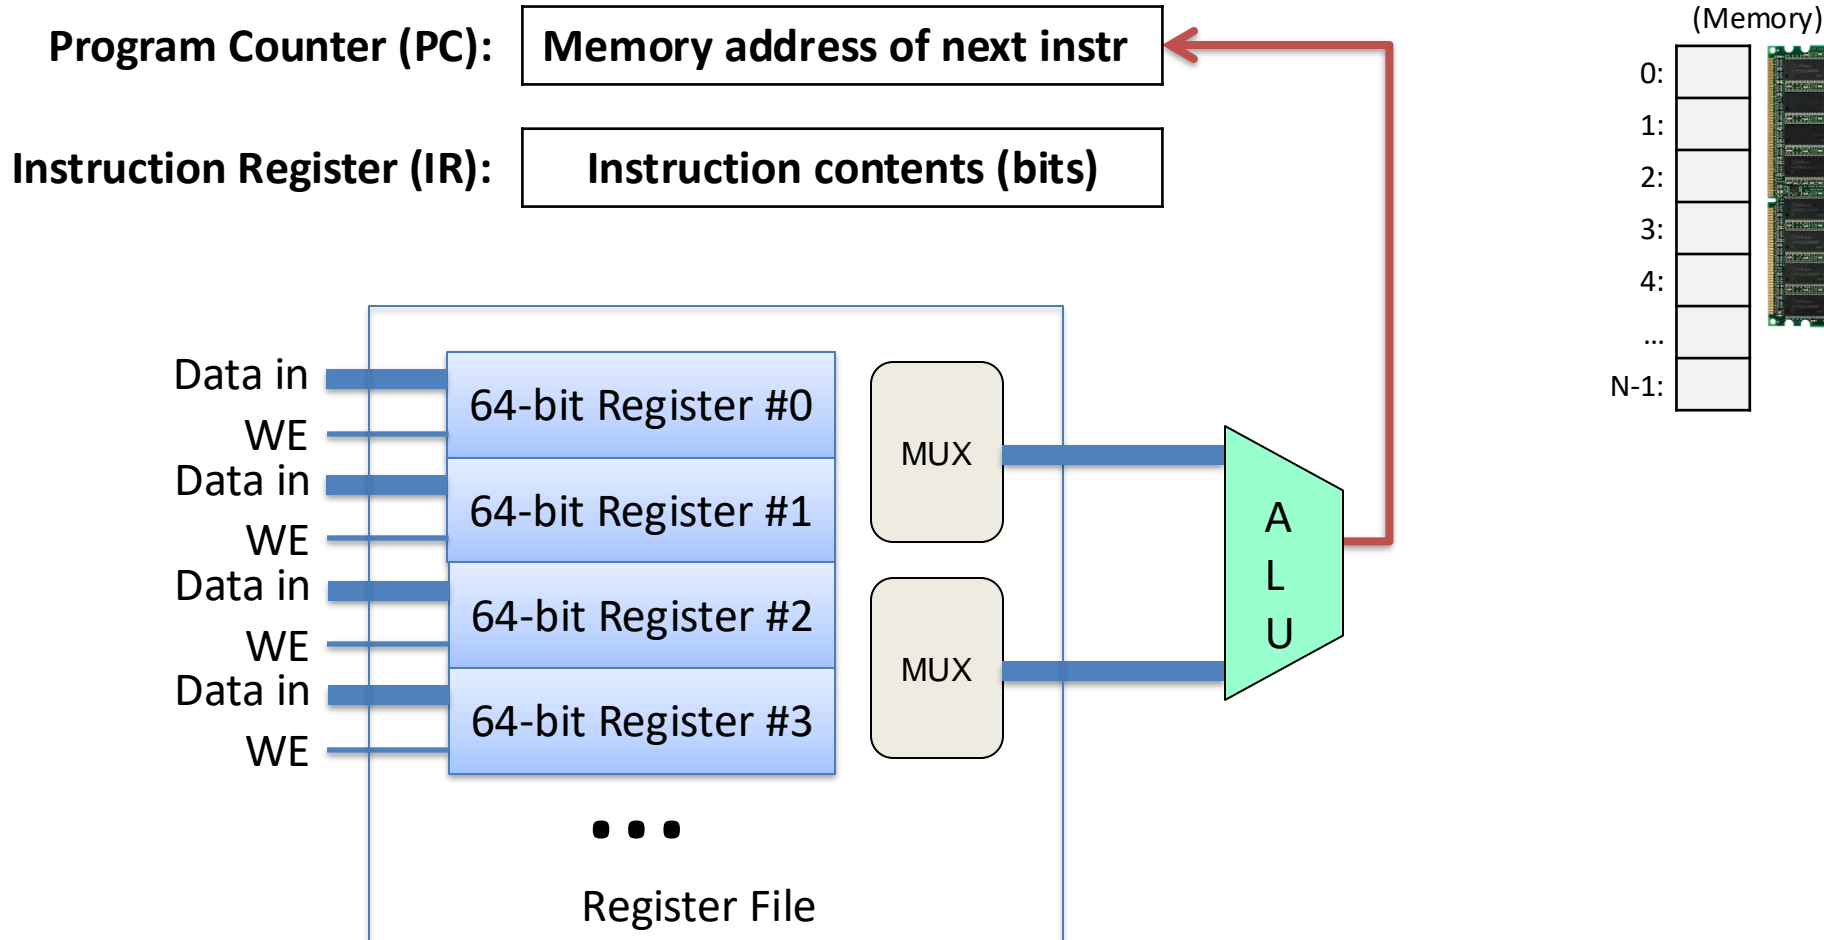 Program Counter (PC): Memory address of next instr
Instruction Register (IR): Instruction contents (bits)
(Memory)
0:
1:
2:
3:
4:
...
N-1:
Data in
WE
Data in
WE
Data in
WE
Data in
WE
64-bit Register #0
64-bit Register #1
64-bit Register #2
64-bit Register #3
...
Register File
MUX
MUX
A
L
U